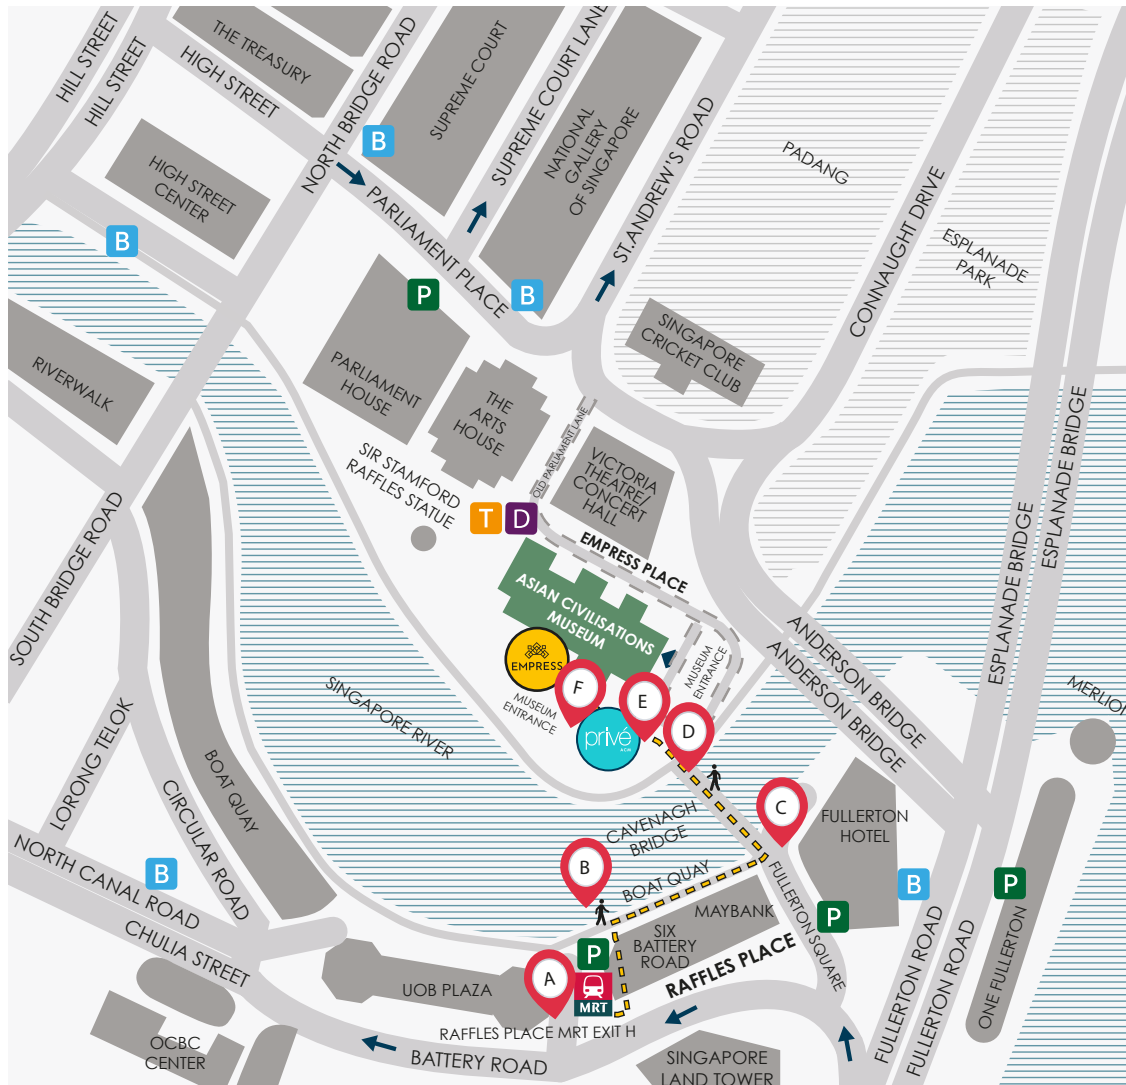 HILL STREET
HILL STREET
THE TREASURY
HIGH STREET
NORTH BRIDGE ROAD
SUPREME COURT
SUPREME COURT LANE
NATIONAL
GALLERY
OF SINGAPORE
ST.ANDREW'S ROAD
PADANG
CONNAUGHT DRIVE
ESPLANADE
PARK
B
HIGH STREET
CENTER
B
PARLIAMENT PLACE
P
B
RIVERWALK
PARLIAMENT
HOUSE
THE
ARTS
HOUSE
SINGAPORE
CRICKET CLUB
ESPLANADE BRIDGE
ESPLANADE BRIDGE
OLD PARLIAMENT LANE
VICTORIA
THEATRE/
CONCERT
HALL
SIR STAMFORD
RAFFLES STATUE
T
D
EMPRESS PLACE
SOUTH BRIDGE ROAD
ASIAN CIVILISATIONS
MUSEUM
EMPRESS
MUSEUM
ENTRANCE
MUSEUM
ENTRANCE
F
E
D
privé
ACM
ANDERSON BRIDGE
ANDERSON BRIDGE
MERLION
SINGAPORE RIVER
LORONG TELOK
BOAT QUAY
CIRCULAR ROAD
C
CAVENAGH
BRIDGE
FULLERTON
HOTEL
B
BOAT QUAY
FULLERTON SQUARE
NORTH CANAL ROAD
B
B
P
MAYBANK
P
CHULIA STREET
SIX
BATTERY
ROAD
P
RAFFLES PLACE
A
MRT
UOB PLAZA
RAFFLES PLACE MRT EXIT H
FULLERTON ROAD
FULLERTON ROAD
ONE FULLERTON
OCBC
CENTER
BATTERY ROAD
SINGAPORE
LAND TOWER